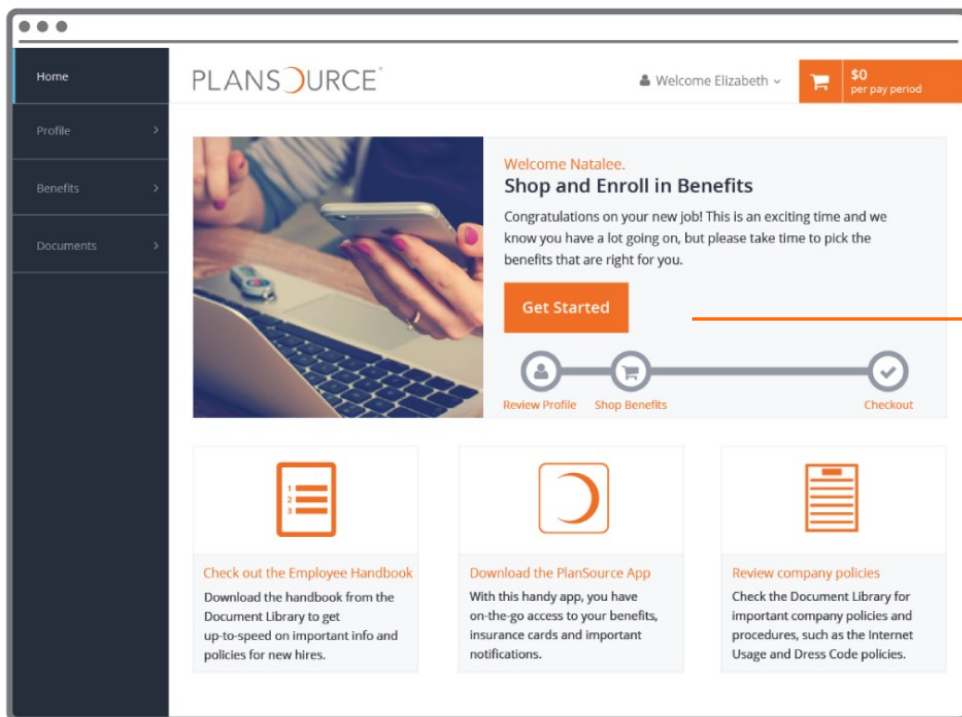 Home
PLANSOURCE
Welcome Elizabeth
$0
per pay period
Profile
Benefits
Documents
Welcome Natalee.
Shop and Enroll in Benefits
Congratulations on your new job! This is an exciting time and we
know you have a lot going on, but please take time to pick the
benefits that are right for you.
Get Started
Review Profile
Shop Benefits
Checkout
1
2
3
Check out the Employee Handbook
Download the handbook from the
Document Library to get
up-to-speed on important info and
policies for new hires.
Download the PlanSource App
With this handy app, you have
on-the-go access to your benefits,
insurance cards and important
notifications.
Review company policies
Check the Document Library for
important company policies and
procedures, such as the Internet
Usage and Dress Code policies.